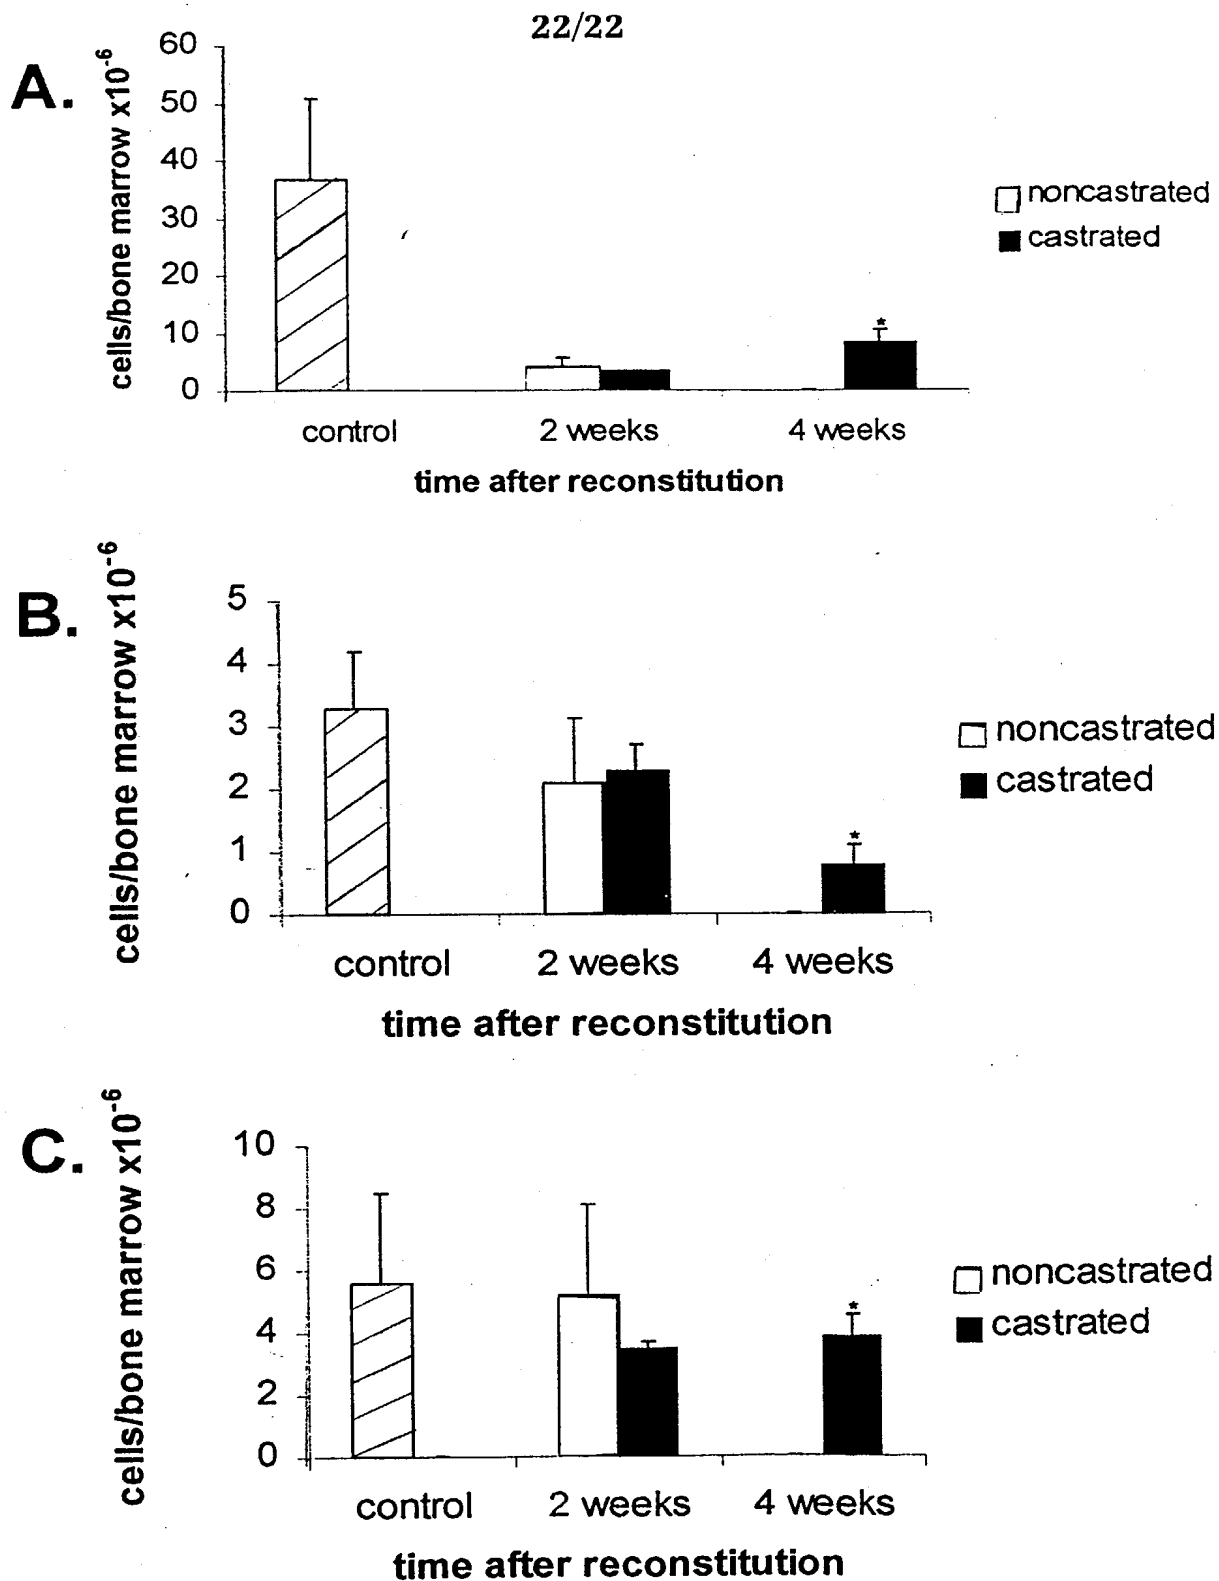 22/22
A.
cells/bone marrow x10-6
60
50
40
30
20
10
0
control
2 weeks
4 weeks
*
time after reconstitution
noncastrated
castrated
B.
cells/bone marrow x10-6
5
4
3
2
1
0
control
2 weeks
4 weeks
*
time after reconstitution
noncastrated
castrated
C.
cells/bone marrow x10-6
10
8
6
4
2
0
control
2 weeks
4 weeks
*
time after reconstitution
noncastrated
castrated